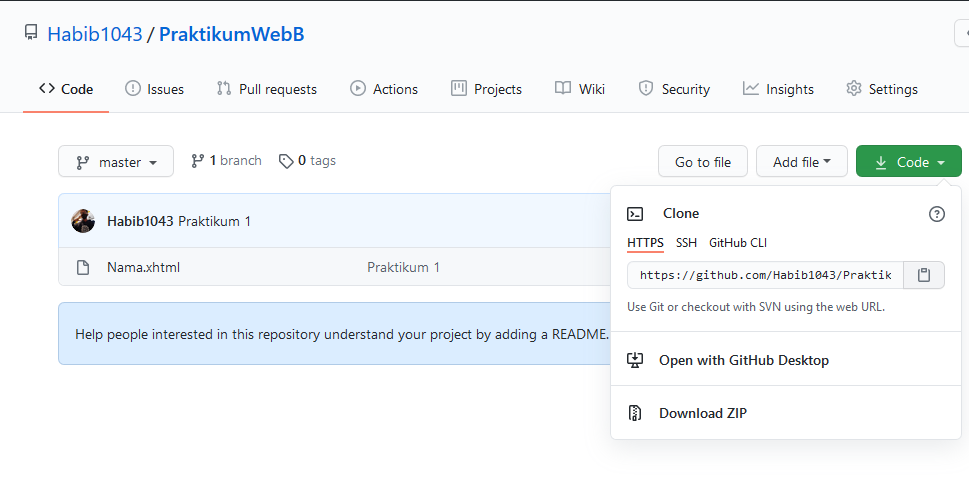 Habib1043 / PraktikumWebB
Code Issues Pull requests Actions Projects Wiki Security Insights Settings
master 1 branch 0 tags Go to file Add file Code
Habib1043 Praktikum 1
Nama.xhtml Praktikum 1
Help people interested in this repository understand your project by adding a README.
Clone
HTTPS SSH GitHub CLI
https://github.com/Habib1043/Praktik
Use Git or checkout with SVN using the web URL.
Open with GitHub Desktop
Download ZIP